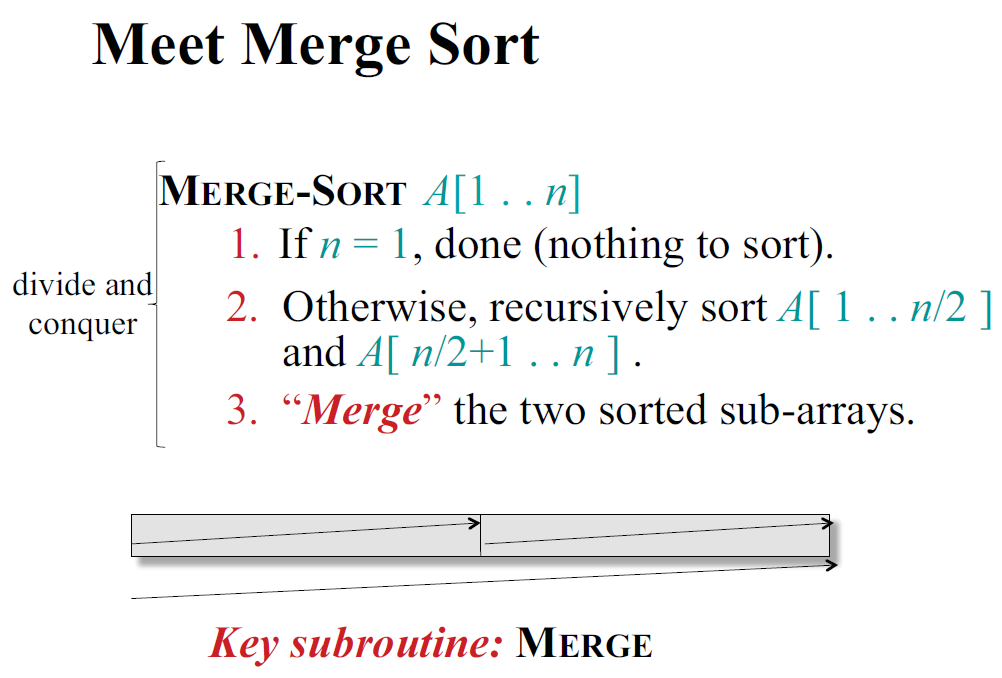 Meet Merge Sort
MERGE-SORT A[1 . . n]
1. If n = 1, done (nothing to sort).
divide and
conquer
2. Otherwise, recursively sort A[ 1 . . n/2 ]
and A[ n/2+1 . . n ] .
3. “Merge” the two sorted sub-arrays.
Key subroutine: MERGE